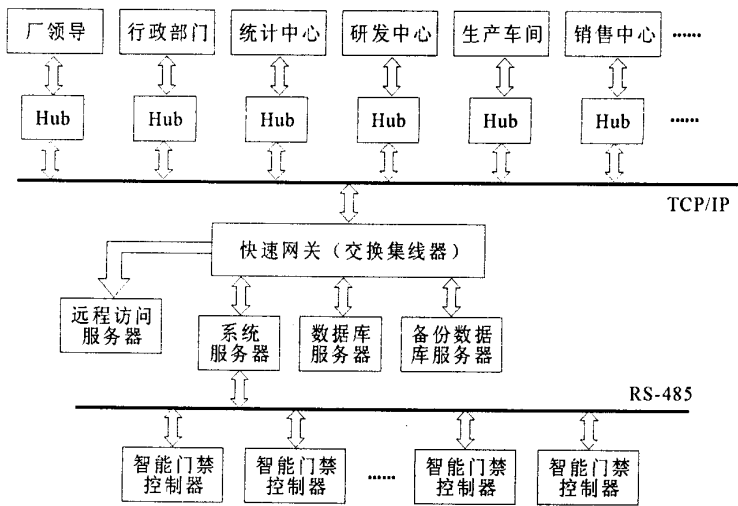 厂领导 行政部门 统计中心 研发中心 生产车间 销售中心 ······
Hub Hub Hub Hub Hub Hub ······
TCP/IP
快速网关（交换集线器）
远程访问
服务器
系统
服务器
数据库
服务器
备份数据
库服务器
RS-485
智能门禁
控制器
智能门禁
控制器
······
智能门禁
控制器
智能门禁
控制器